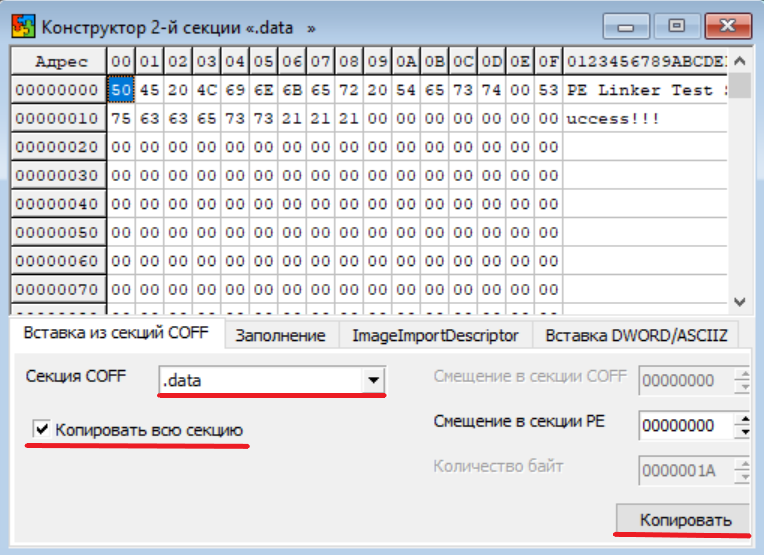 Конструктор 2-й секции «.data    »
Адрес 00 01 02 03 04 05 06 07 08 09 0A 0B 0C 0D 0E 0F 0123456789ABCDE
00000000 50 45 20 4C 69 6E 6B 65 72 20 54 65 73 74 00 53 PE Linker Test
00000010 75 63 63 65 73 73 21 21 21 00 00 00 00 00 00 00 uccess!!!
00000020 00 00 00 00 00 00 00 00 00 00 00 00 00 00 00 00
00000030 00 00 00 00 00 00 00 00 00 00 00 00 00 00 00 00
00000040 00 00 00 00 00 00 00 00 00 00 00 00 00 00 00 00
00000050 00 00 00 00 00 00 00 00 00 00 00 00 00 00 00 00
00000060 00 00 00 00 00 00 00 00 00 00 00 00 00 00 00 00
00000070 00 00 00 00 00 00 00 00 00 00 00 00 00 00 00 00
Вставка из секций COFF Заполнение ImageImportDescriptor Вставка DWORD/ASCIIZ
Секция COFF .data Смещение в секции COFF 00000000
Копировать всю секцию Смещение в секции PE 00000000
Количество байт 0000001A
Копировать